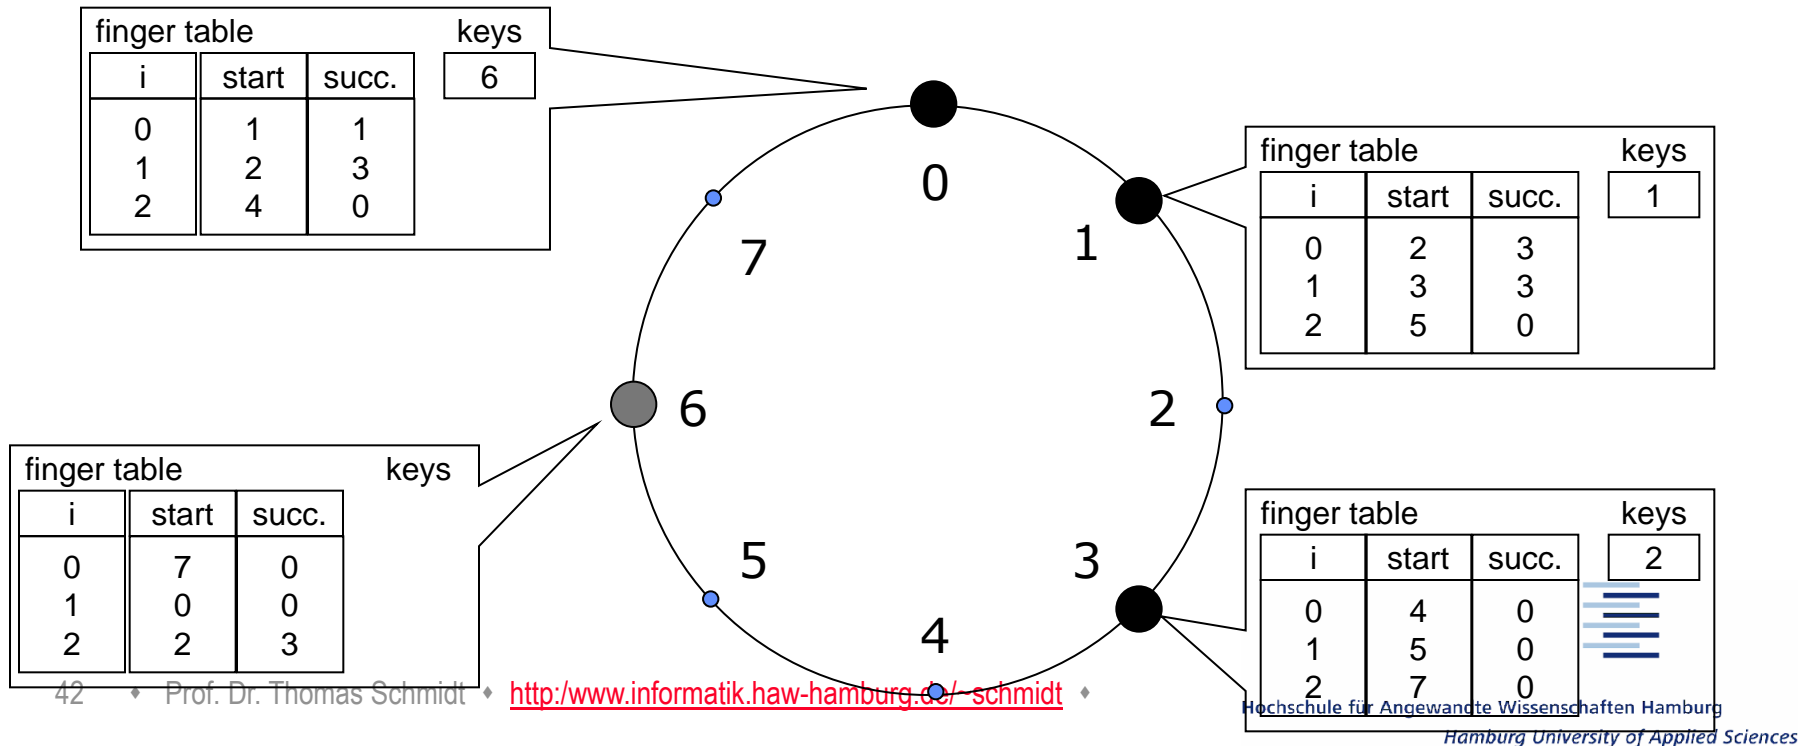 finger table keys
i start succ. 6
0 1 1
1 2 3
2 4 0
finger table keys
i start succ. 1
0 2 3
1 3 3
2 5 0
0
1
2
3
4
5
6
7
finger table keys
i start succ.
0 7 0
1 0 0
2 2 3
finger table keys
i start succ. 2
0 4 0
1 5 0
2 7 0
42 ♦ Prof. Dr. Thomas Schmidt ♦ http:/www.informatik.haw-hamburg.de/~schmidt ♦
Hochschule für Angewandte Wissenschaften Hamburg
Hamburg University of Applied Sciences